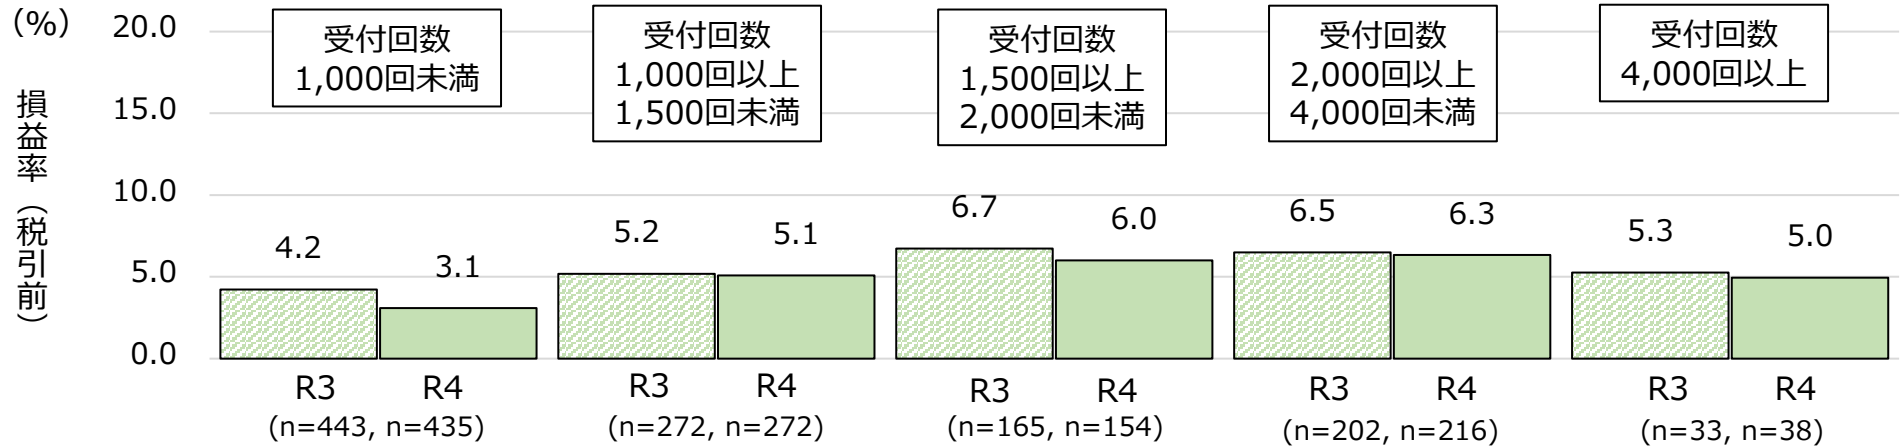 (%)
損益率（税引前）
20.0
15.0
10.0
5.0
0.0
受付回数
1,000回未満
受付回数
1,000回以上
1,500回未満
受付回数
1,500回以上
2,000回未満
受付回数
2,000回以上
4,000回未満
受付回数
4,000回以上
4.2
3.1
5.2
5.1
6.7
6.0
6.5
6.3
5.3
5.0
R3 R4
(n=443, n=435)
R3 R4
(n=272, n=272)
R3 R4
(n=165, n=154)
R3 R4
(n=202, n=216)
R3 R4
(n=33, n=38)